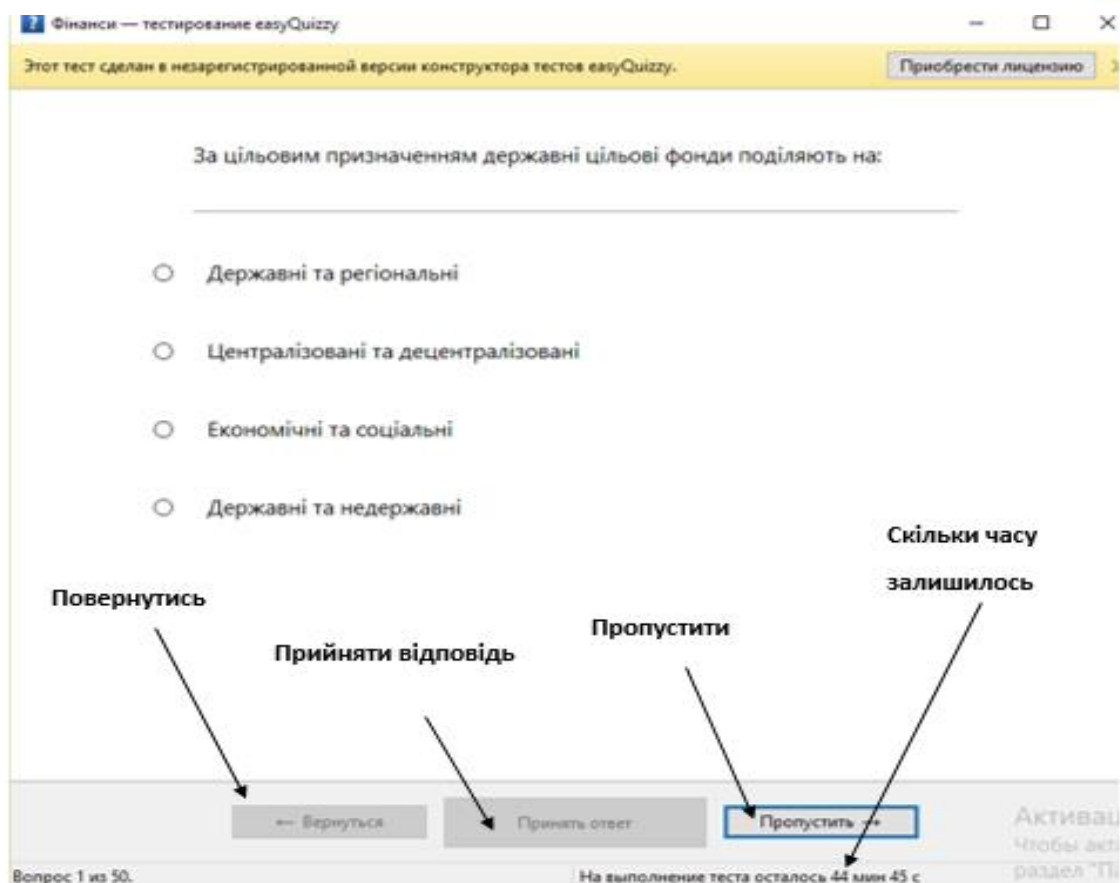 Фінанси — тестирование easyQuizzy
Этот тест сделан в незарегистрированной версии конструктора тестов easyQuizzy.
Приобрести лицензию
За цільовим призначенням державні цільові фонди поділяють на:
Державні та регіональні
Централізовані та децентралізовані
Економічні та соціальні
Державні та недержавні
Скільки часу
залишилось
Повернутись
Пропустити
Прийняти відповідь
← Вернуться
Принять ответ
Пропустить →
Актива
Чтобы
раздел
Вопрос 1 из 50.
На выполнение теста осталось 44 мин 45 с